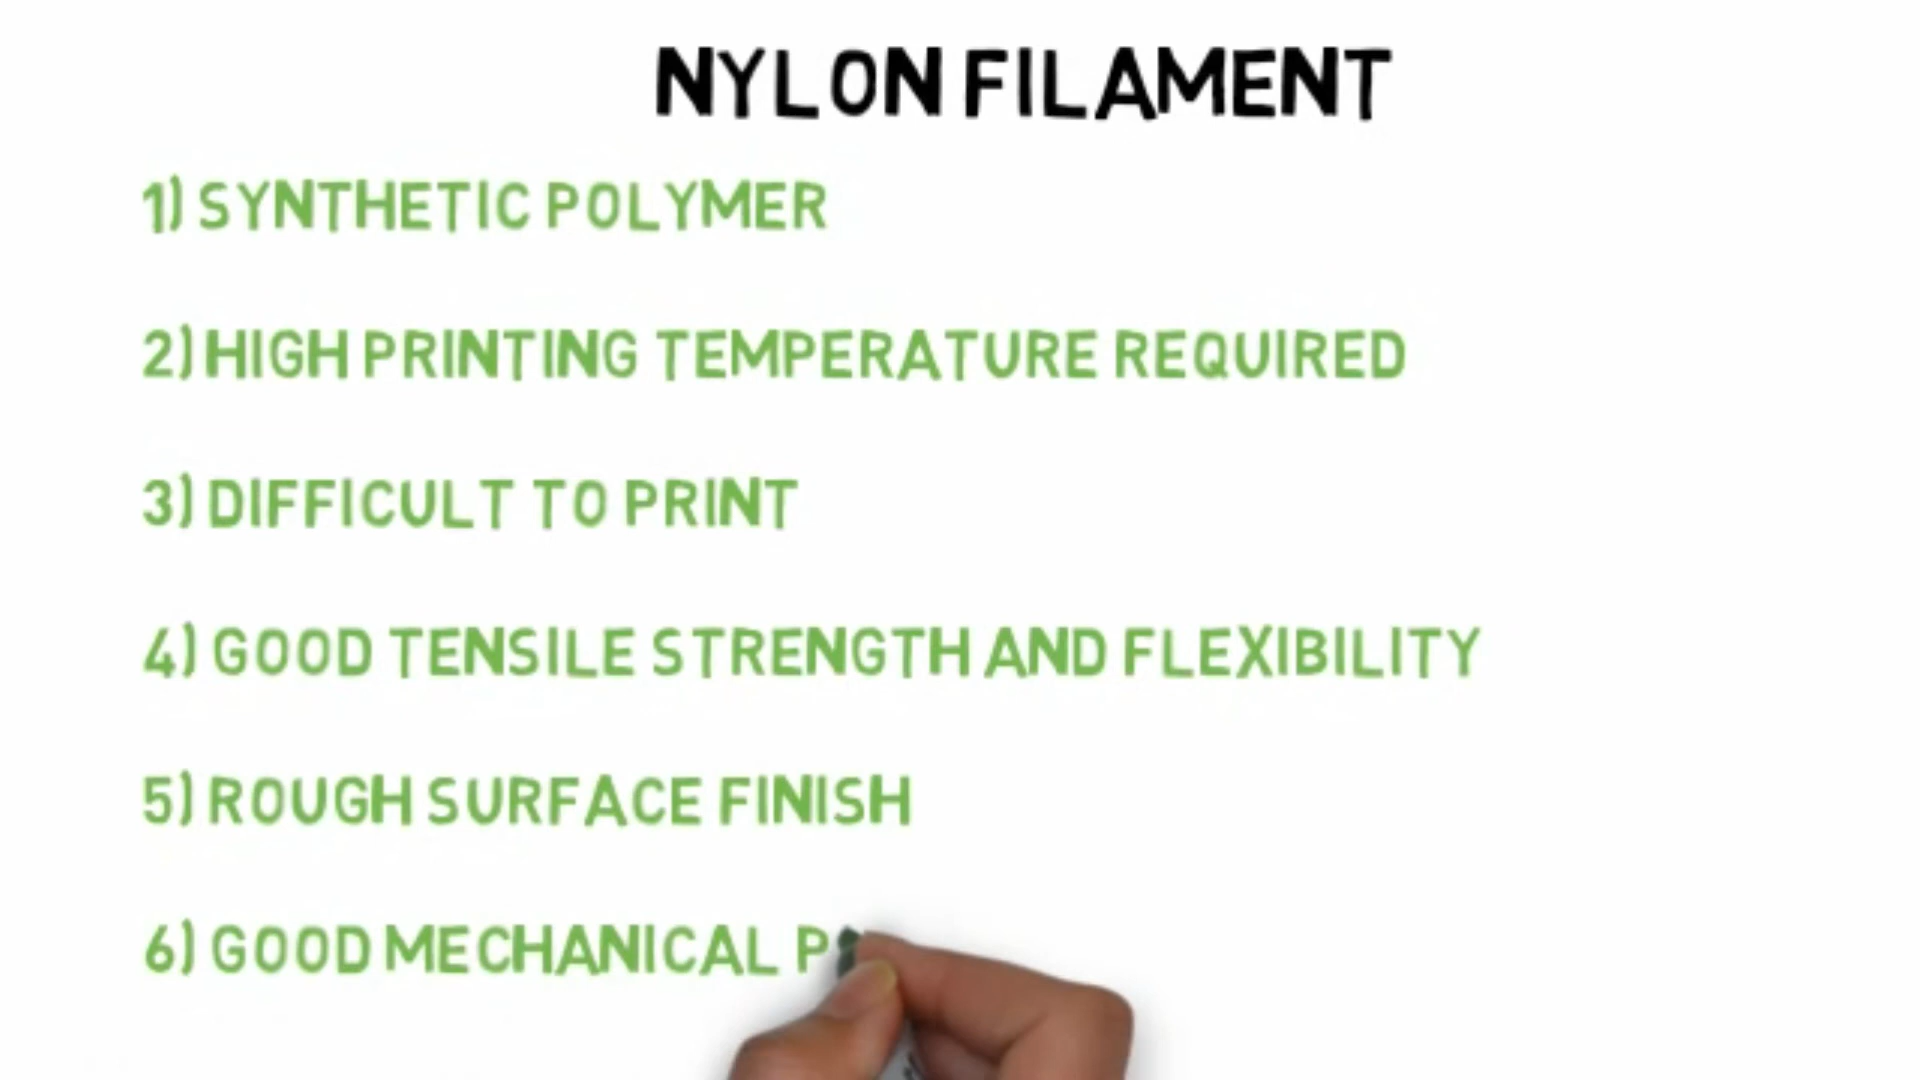 NYLON FILAMENT
1) SYNTHETIC POLYMER
2) HIGH PRINTING TEMPERATURE REQUIRED
3) DIFFICULT TO PRINT
4) GOOD TENSILE STRENGTH AND FLEXIBILITY
5) ROUGH SURFACE FINISH
6) GOOD MECHANICAL P